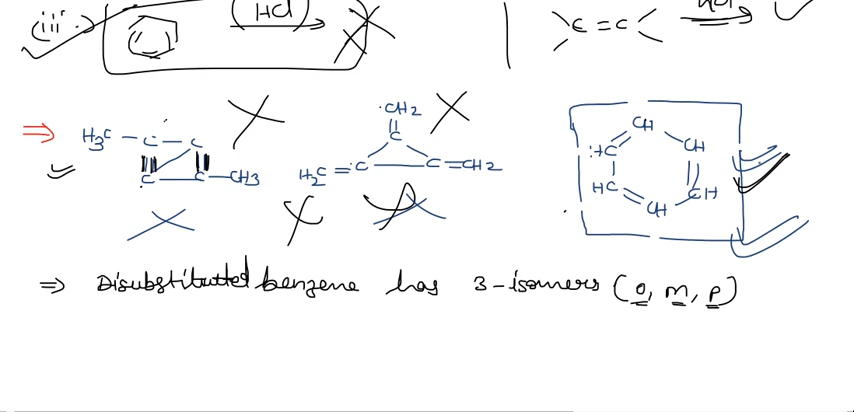 (iii)
(HCl)
C=C
HCl
⇒ H3C - C - C
C - C - CH3
.CH2
C
H2C = C - C = CH2
CH
HC CH
HC CH
CH
⇒ Disubstituted benzene has 3-isomers (o, m, p)